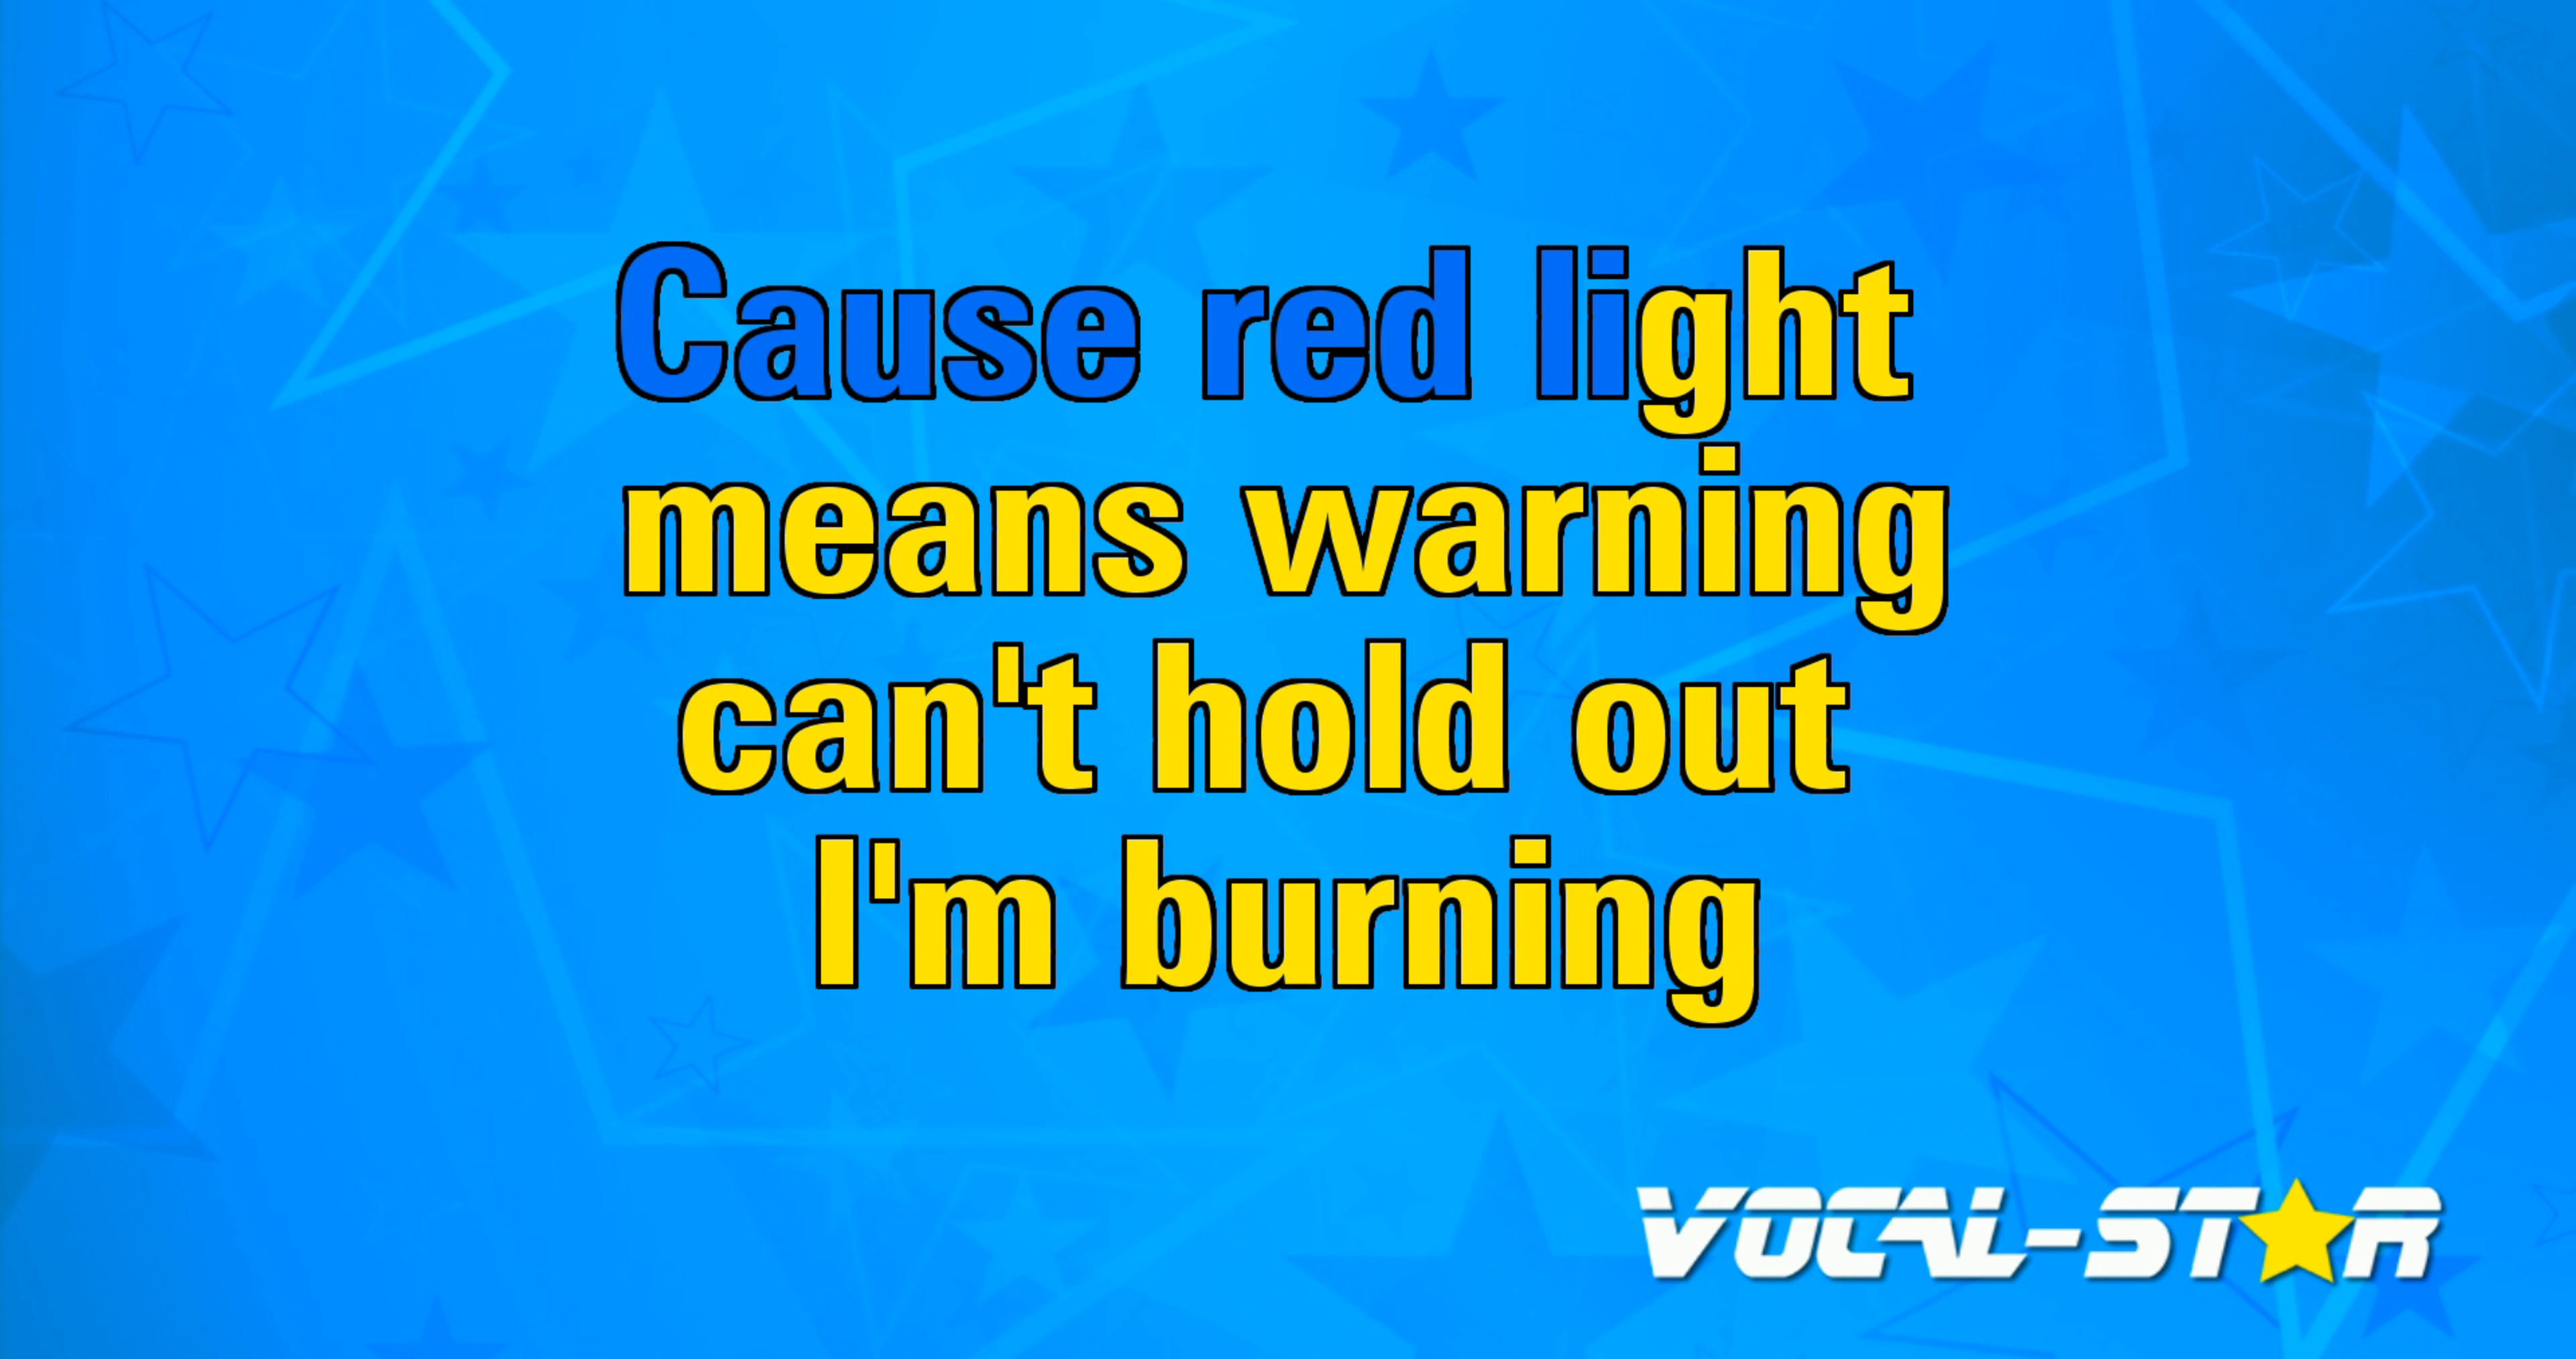 Cause red light
means warning
can't hold out
I'm burning
VOCAL-STAR